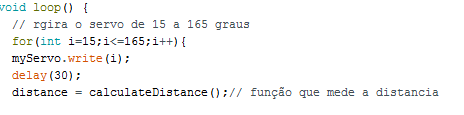 void loop() {
// rgira o servo de 15 a 165 graus
for(int i=15;i<=165;i++){
myServo.write(i);
delay(30);
distance = calculateDistance();// função que mede a distancia